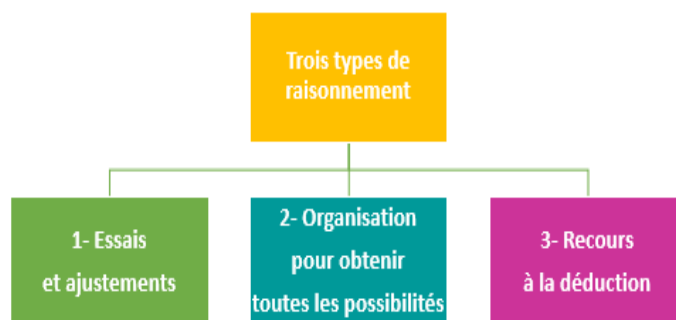 Trois types de
raisonnement
1- Essais
et ajustements
2- Organisation
pour obtenir
toutes les possibilités
3- Recours
à la déduction